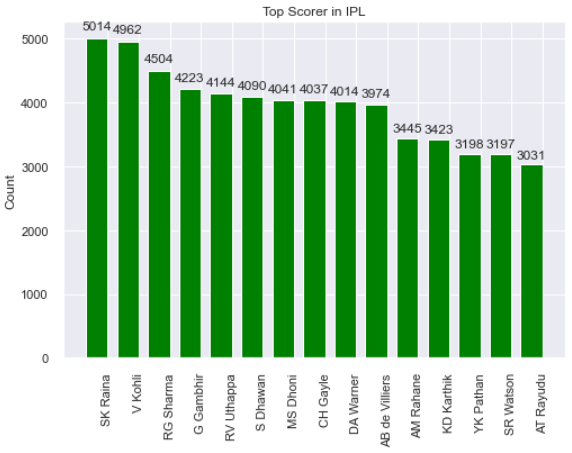 Top Scorer in IPL
Count
5000
4000
3000
2000
1000
0
5014
4962
4504
4223
4144
4090
4041
4037
4014
3974
3445
3423
3198
3197
3031
SK Raina
V Kohli
RG Sharma
G Gambhir
RV Uthappa
S Dhawan
MS Dhoni
CH Gayle
DA Warner
AB de Villiers
AM Rahane
KD Karthik
YK Pathan
SR Watson
AT Rayudu